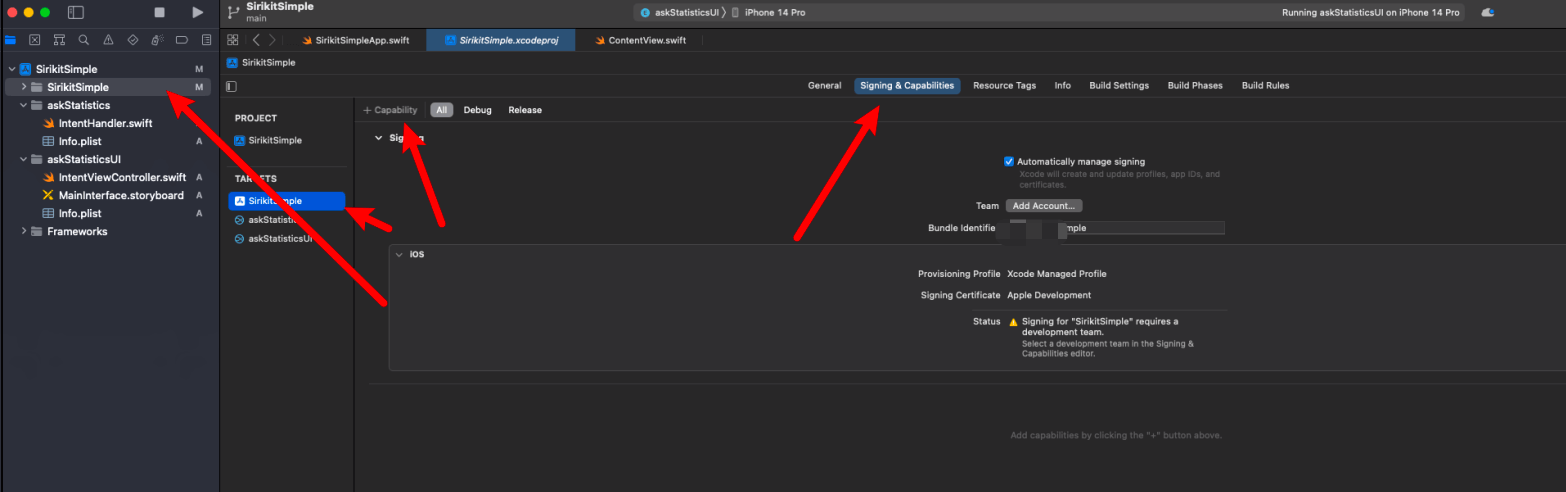 SirikitSimple
main
askStatisticsUI 〉 iPhone 14 Pro
Running askStatisticsUI on iPhone 14 Pro
SirikitSimpleApp.swift
SirikitSimple.xcodeproj
ContentView.swift
SirikitSimple M
SirikitSimple M
askStatistics
IntentHandler.swift
Info.plist A
askStatisticsUI
IntentViewController.swift A
MainInterface.storyboard A
Info.plist A
Frameworks
SirikitSimple
General
Signing & Capabilities
Resource Tags
Info
Build Settings
Build Phases
Build Rules
PROJECT
SirikitSimple
TARGETS
SirikitSimple
askStatistic
askStatisticsUI
+ Capability
All
Debug
Release
Automatically manage signing
Xcode will create and update profiles, app IDs, and
certificates.
Team Add Account...
Bundle Identifie mple
iOS
Provisioning Profile Xcode Managed Profile
Signing Certificate Apple Development
Status Signing for "SirikitSimple" requires a
development team.
Select a development team in the Signing &
Capabilities editor.
Add capabilities by clicking the "+" button above.